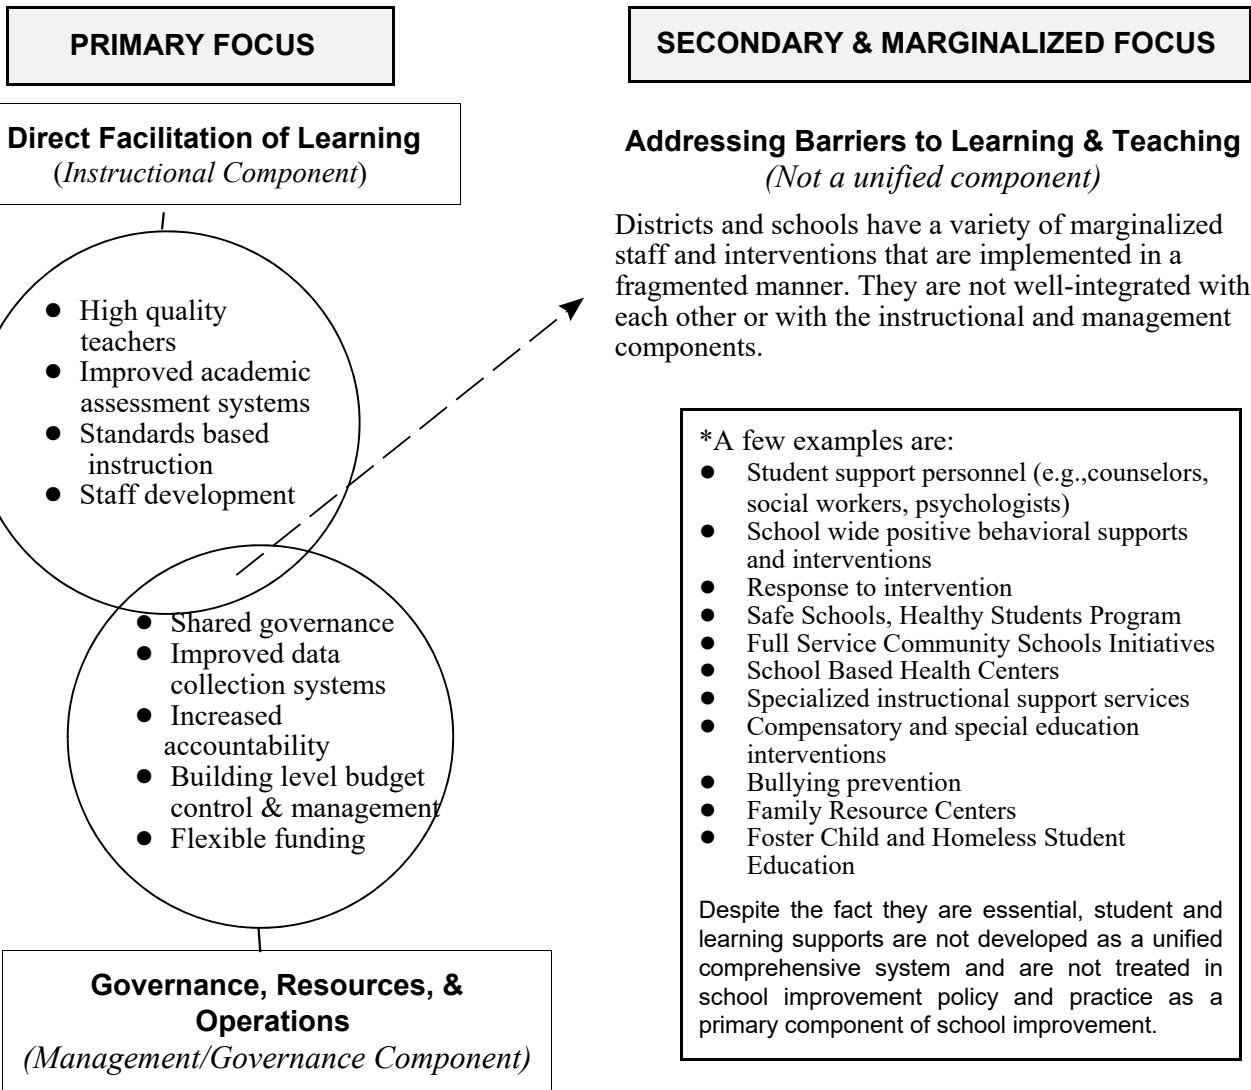 PRIMARY FOCUS
Direct Facilitation of Learning
(Instructional Component)
● High quality
teachers
● Improved academic
assessment systems
● Standards based
instruction
● Staff development
● Shared governance
● Improved data
collection systems
● Increased
accountability
● Building level budget
control & management
● Flexible funding
Governance, Resources, &
Operations
(Management/Governance Component)
SECONDARY & MARGINALIZED FOCUS
Addressing Barriers to Learning & Teaching
(Not a unified component)
Districts and schools have a variety of marginalized
staff and interventions that are implemented in a
fragmented manner. They are not well-integrated with
each other or with the instructional and management
components.
*A few examples are:
● Student support personnel (e.g.,counselors,
social workers, psychologists)
● School wide positive behavioral supports
and interventions
● Response to intervention
● Safe Schools, Healthy Students Program
● Full Service Community Schools Initiatives
● School Based Health Centers
● Specialized instructional support services
● Compensatory and special education
interventions
● Bullying prevention
● Family Resource Centers
● Foster Child and Homeless Student
Education
Despite the fact they are essential, student and
learning supports are not developed as a unified
comprehensive system and are not treated in
school improvement policy and practice as a
primary component of school improvement.